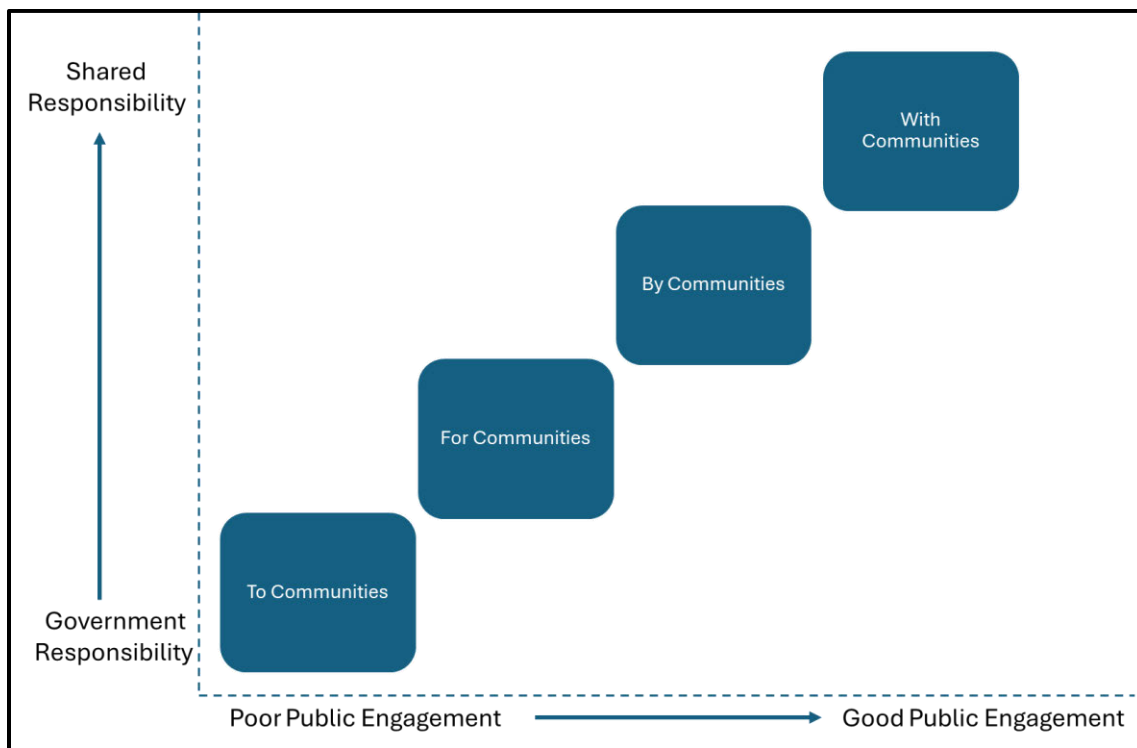 Shared
Responsibility
With
Communities
By Communities
For Communities
To Communities
Government
Responsibility
Poor Public Engagement
Good Public Engagement